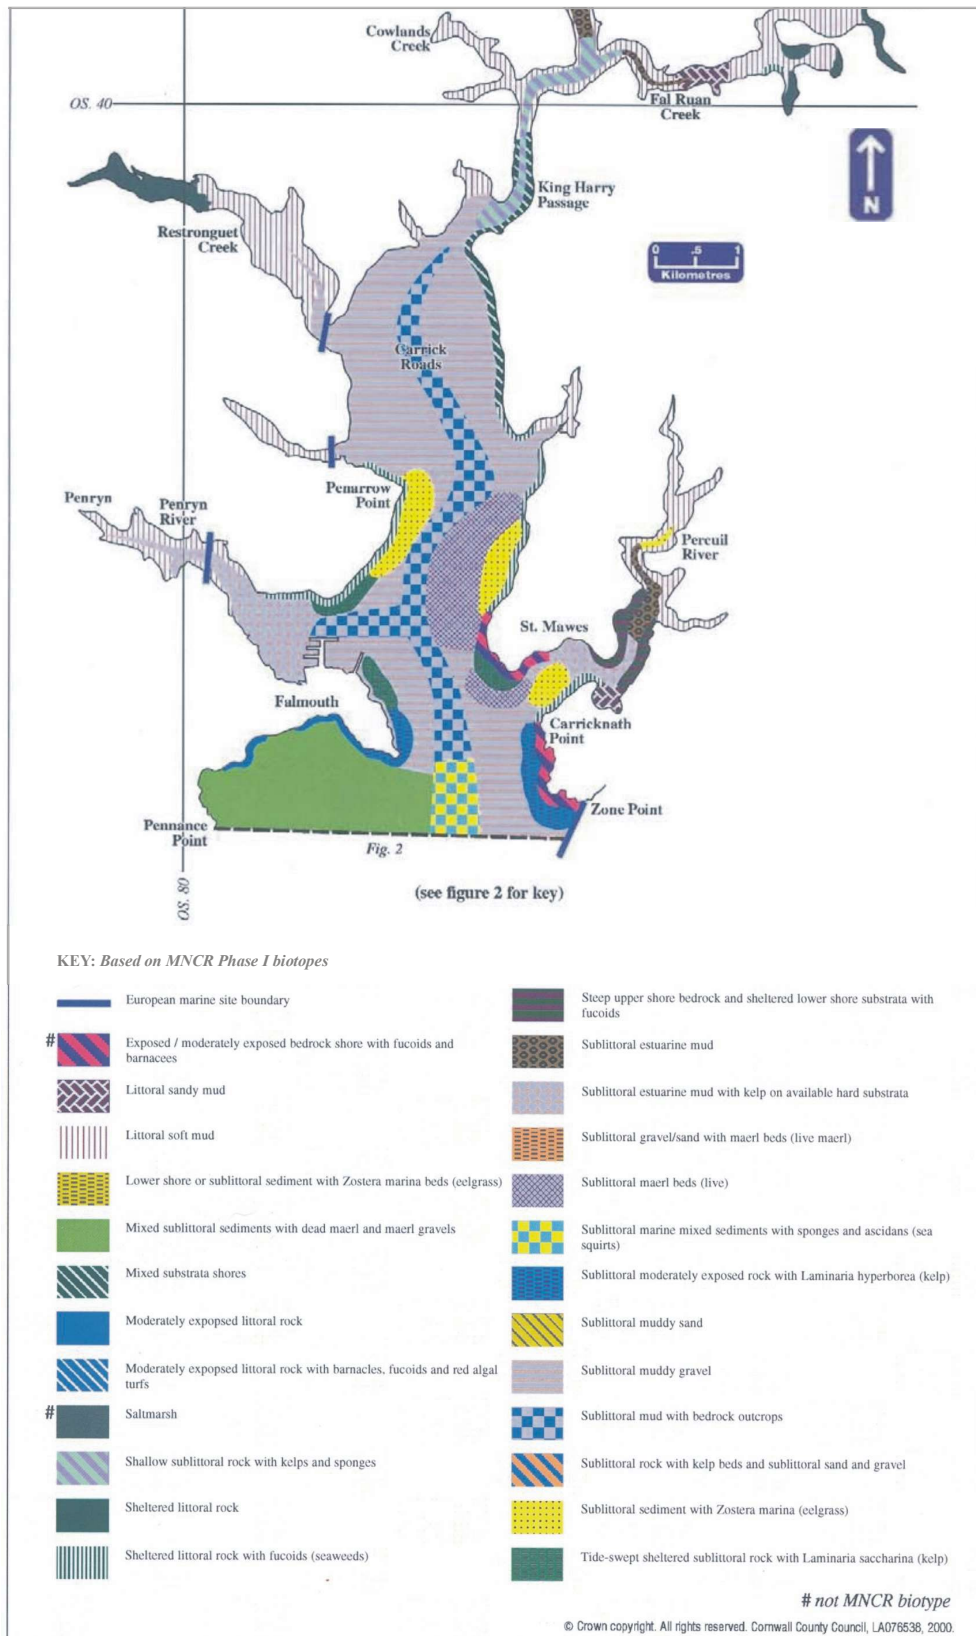 Cowlands
Creek
OS. 40
Fal Ruan
Creek
N
King Harry
Passage
Restronguet
Creek
0 .5 1
Kilometres
Carrick
Roads
Penarrow
Point
Penryn
Penryn
River
Percuil
River
St. Mawes
Falmouth
Carricknath
Point
Zone Point
Pennance
Point
Fig. 2
OS. 80
(see figure 2 for key)
KEY: Based on MNCR Phase I biotopes
European marine site boundary
# Exposed / moderately exposed bedrock shore with fucoids and
barnacees
Littoral sandy mud
Littoral soft mud
Lower shore or sublittoral sediment with Zostera marina beds (eelgrass)
Mixed sublittoral sediments with dead maerl and maerl gravels
Mixed substrata shores
Moderately expopsed littoral rock
Moderately expopsed littoral rock with barnacles, fucoids and red algal
turfs
# Saltmarsh
Shallow sublittoral rock with kelps and sponges
Sheltered littoral rock
Sheltered littoral rock with fucoids (seaweeds)
Steep upper shore bedrock and sheltered lower shore substrata with
fucoids
Sublittoral estuarine mud
Sublittoral estuarine mud with kelp on available hard substrata
Sublittoral gravel/sand with maerl beds (live maerl)
Sublittoral maerl beds (live)
Sublittoral marine mixed sediments with sponges and ascidans (sea
squirts)
Sublittoral moderately exposed rock with Laminaria hyperborea (kelp)
Sublittoral muddy sand
Sublittoral muddy gravel
Sublittoral mud with bedrock outcrops
Sublittoral rock with kelp beds and sublittoral sand and gravel
Sublittoral sediment with Zostera marina (eelgrass)
Tide-swept sheltered sublittoral rock with Laminaria saccharina (kelp)
# not MNCR biotype
© Crown copyright. All rights reserved. Cornwall County Council, LA076538, 2000.